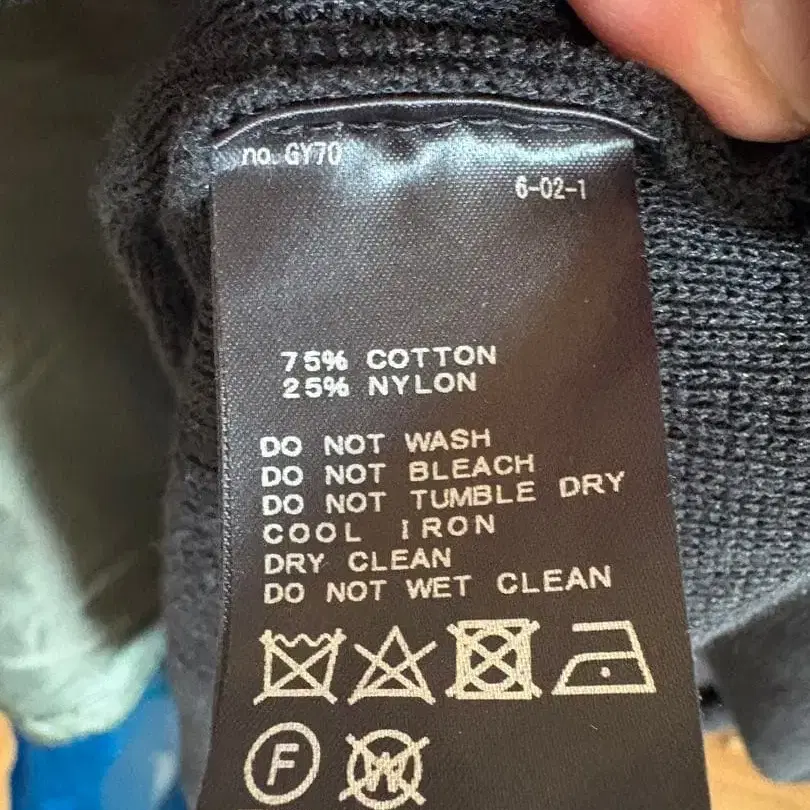 no. GY70
6-02-1
75% COTTON
25% NYLON
DO NOT WASH
DO NOT BLEACH
DO NOT TUMBLE DRY
COOL IRON
DRY CLEAN
DO NOT WET CLEAN
F
W